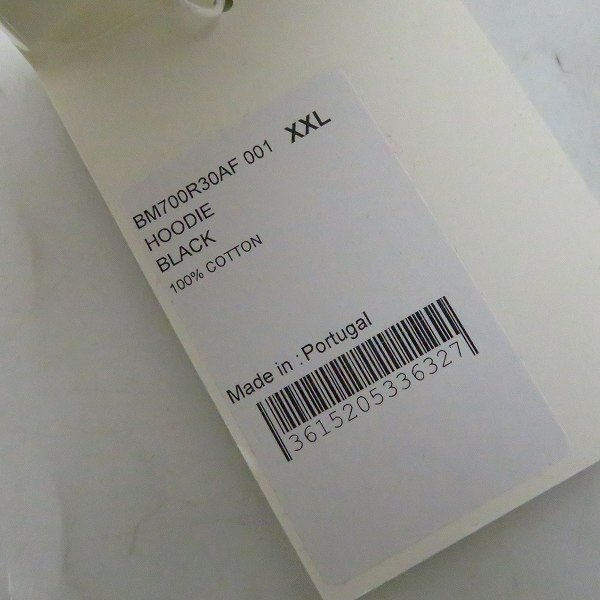 BM700R30AF 001 XXL
HOODIE
BLACK
100% COTTON
Made in : Portugal
3615205336327